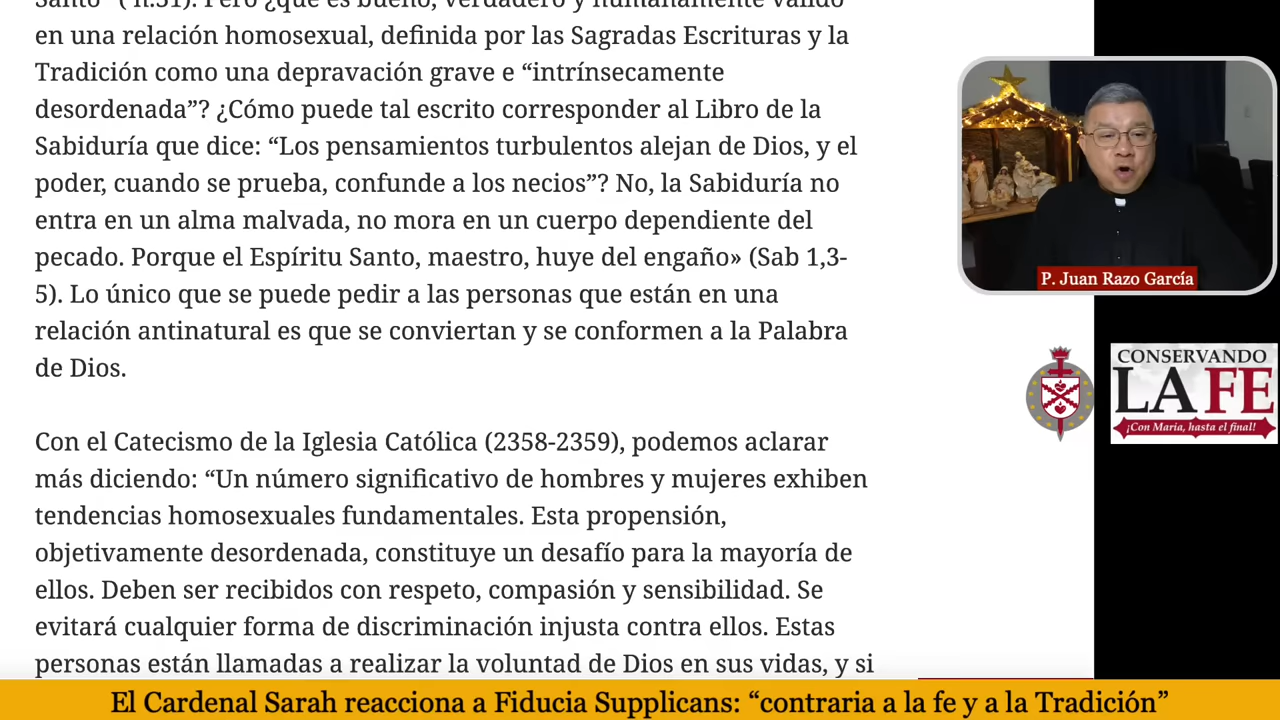 Santo” ( n.31). Pero ¿qué es bueno, verdadero y humanamente válido
en una relación homosexual, definida por las Sagradas Escrituras y la
Tradición como una depravación grave e “intrínsecamente
desordenada”? ¿Cómo puede tal escrito corresponder al Libro de la
Sabiduría que dice: “Los pensamientos turbulentos alejan de Dios, y el
poder, cuando se prueba, confunde a los necios”? No, la Sabiduría no
entra en un alma malvada, no mora en un cuerpo dependiente del
pecado. Porque el Espíritu Santo, maestro, huye del engaño» (Sab 1,3-
5). Lo único que se puede pedir a las personas que están en una
relación antinatural es que se conviertan y se conformen a la Palabra
de Dios.
Con el Catecismo de la Iglesia Católica (2358-2359), podemos aclarar
más diciendo: “Un número significativo de hombres y mujeres exhiben
tendencias homosexuales fundamentales. Esta propensión,
objetivamente desordenada, constituye un desafío para la mayoría de
ellos. Deben ser recibidos con respeto, compasión y sensibilidad. Se
evitará cualquier forma de discriminación injusta contra ellos. Estas
personas están llamadas a realizar la voluntad de Dios en sus vidas, y si
P. Juan Razo García
CONSERVANDO
LA FE
¡Con María, hasta el final!
El Cardenal Sarah reacciona a Fiducia Supplicans: “contraria a la fe y a la Tradición”